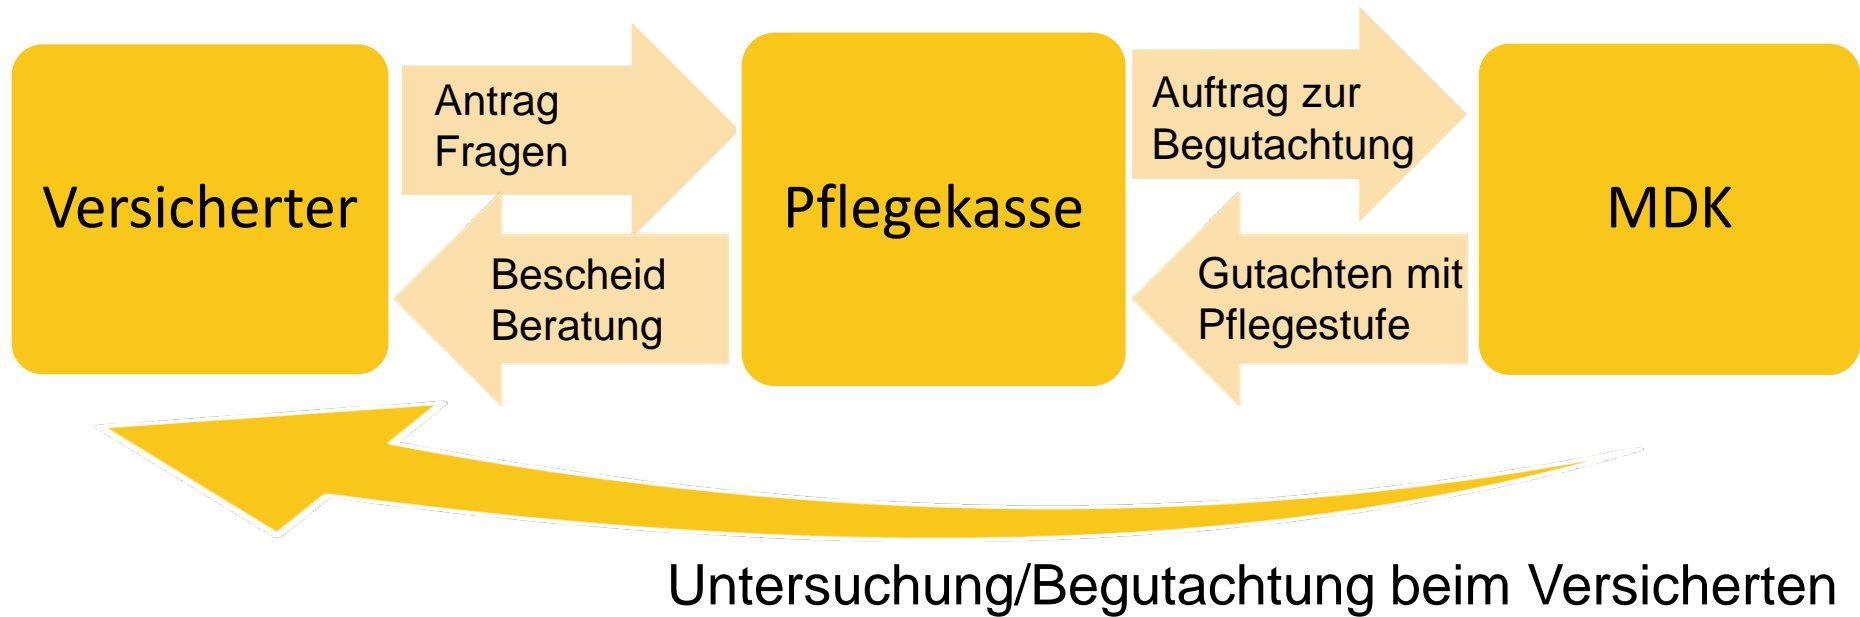 Versicherter
Antrag
Fragen
Bescheid
Beratung
Pflegekasse
Auftrag zur
Begutachtung
Gutachten mit
Pflegestufe
MDK
Untersuchung/Begutachtung beim Versicherten